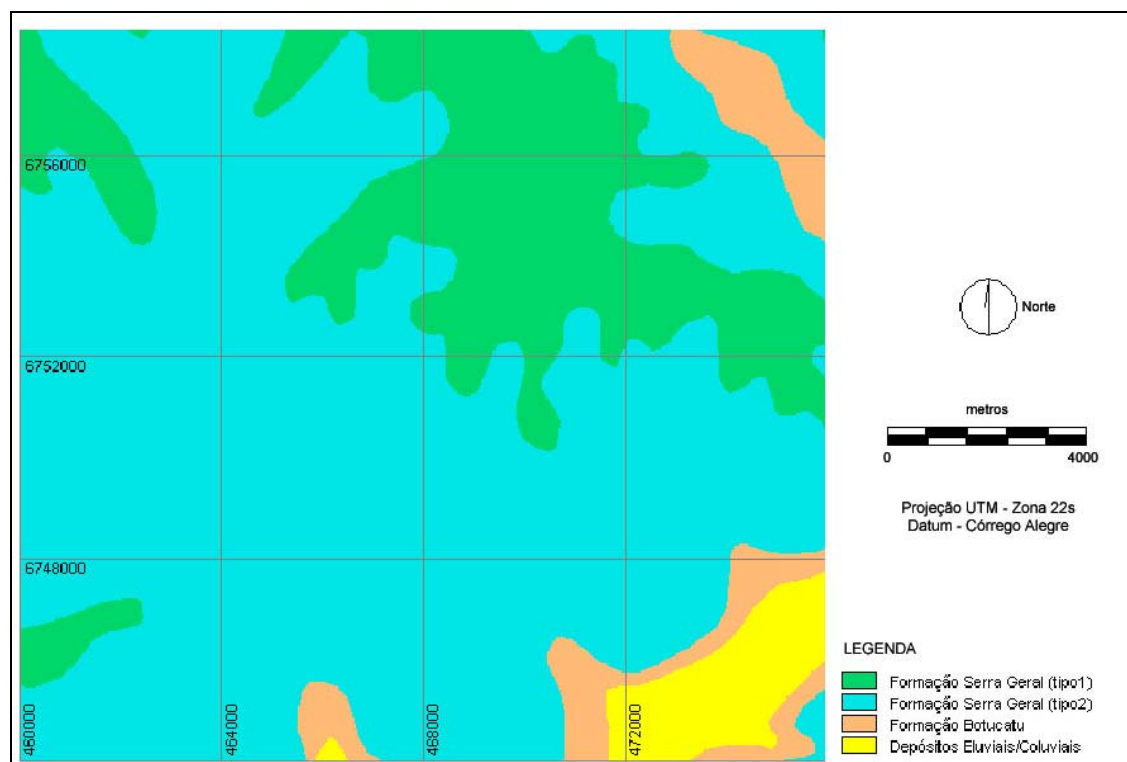 6756000
6752000
6748000
460000
464000
468000
472000
Norte
metros
0 4000
Projeção UTM - Zona 22s
Datum - Córrego Alegre
LEGENDA
Formação Serra Geral (tipo1)
Formação Serra Geral (tipo2)
Formação Botucatu
Depósitos Eluviais/Coluviais